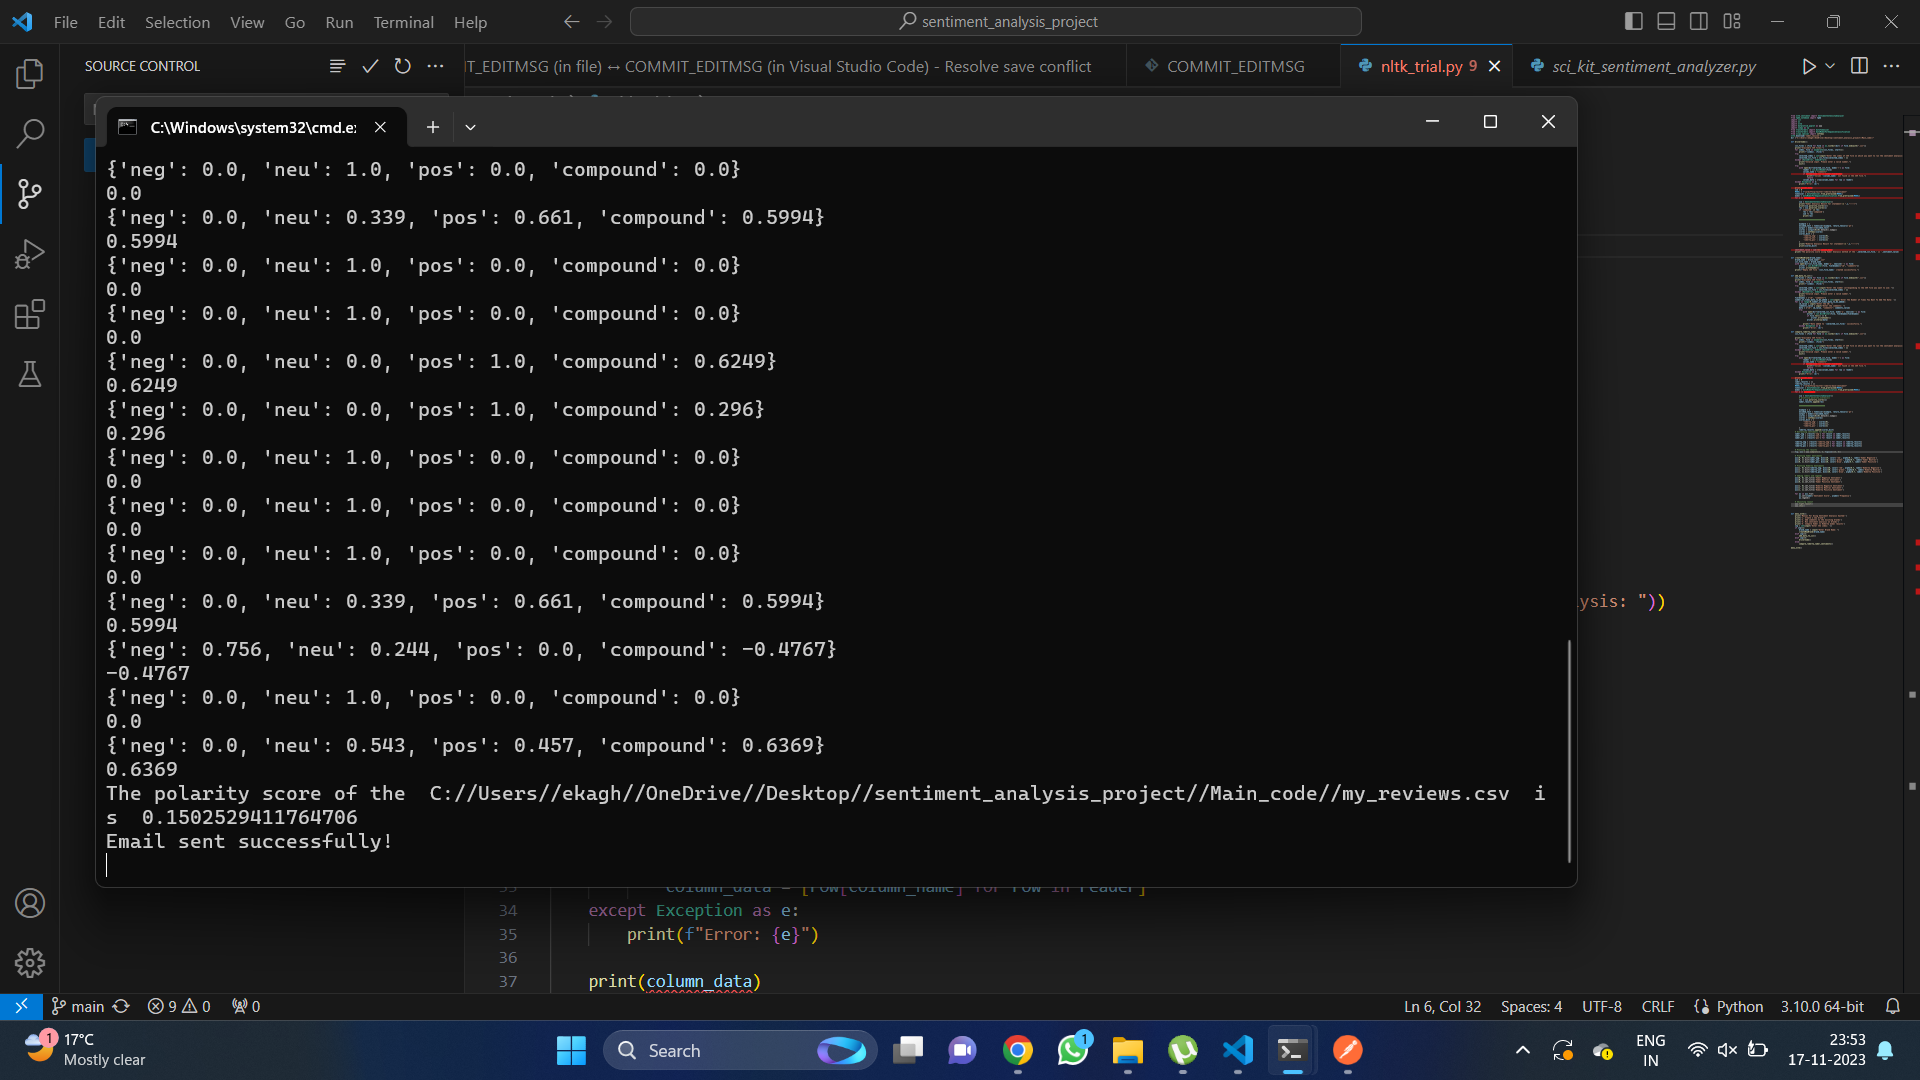 File Edit Selection View Go Run Terminal Help
sentiment_analysis_project
SOURCE CONTROL
IT_EDITMSG (in file) ↔ COMMIT_EDITMSG (in Visual Studio Code) - Resolve save conflict
COMMIT_EDITMSG
nltk_trial.py 9
sci_kit_sentiment_analyzer.py
C:\Windows\system32\cmd.e
{'neg': 0.0, 'neu': 1.0, 'pos': 0.0, 'compound': 0.0}
0.0
{'neg': 0.0, 'neu': 0.339, 'pos': 0.661, 'compound': 0.5994}
0.5994
{'neg': 0.0, 'neu': 1.0, 'pos': 0.0, 'compound': 0.0}
0.0
{'neg': 0.0, 'neu': 1.0, 'pos': 0.0, 'compound': 0.0}
0.0
{'neg': 0.0, 'neu': 0.0, 'pos': 1.0, 'compound': 0.6249}
0.6249
{'neg': 0.0, 'neu': 0.0, 'pos': 1.0, 'compound': 0.296}
0.296
{'neg': 0.0, 'neu': 1.0, 'pos': 0.0, 'compound': 0.0}
0.0
{'neg': 0.0, 'neu': 1.0, 'pos': 0.0, 'compound': 0.0}
0.0
{'neg': 0.0, 'neu': 1.0, 'pos': 0.0, 'compound': 0.0}
0.0
{'neg': 0.0, 'neu': 0.339, 'pos': 0.661, 'compound': 0.5994}
0.5994
{'neg': 0.756, 'neu': 0.244, 'pos': 0.0, 'compound': -0.4767}
-0.4767
{'neg': 0.0, 'neu': 1.0, 'pos': 0.0, 'compound': 0.0}
0.0
{'neg': 0.0, 'neu': 0.543, 'pos': 0.457, 'compound': 0.6369}
0.6369
The polarity score of the  C://Users//ekagh//OneDrive//Desktop//sentiment_analysis_project//Main_code//my_reviews.csv  i
s  0.1502529411764706
Email sent successfully!
ysis: "))
column_data = [row[column_name] for row in reader]
34 except Exception as e:
35 print(f"Error: {e}")
36
37 print(column_data)
main 9 0 0
Ln 6, Col 32 Spaces: 4 UTF-8 CRLF Python 3.10.0 64-bit
1 17°C
Mostly clear
Search
1
ENG
IN
23:53
17-11-2023